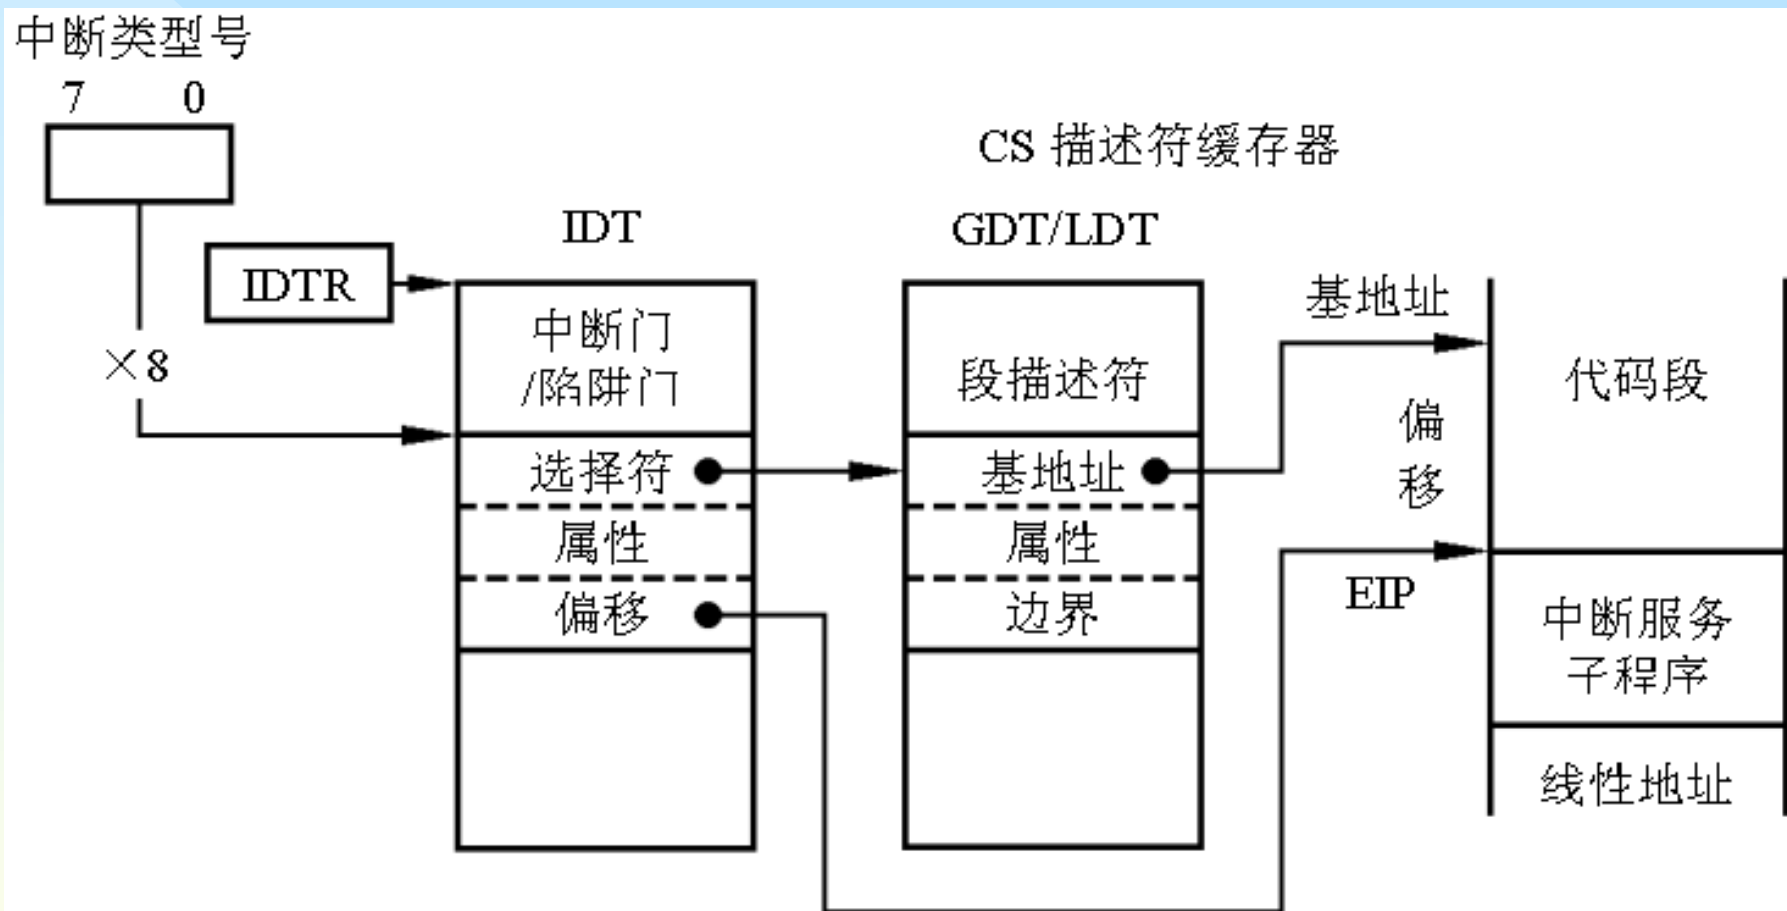 中断类型号
7 0
CS 描述符缓存器
IDT
GDT/LDT
IDTR
基地址
中断门
/陷阱门
×8
段描述符
代码段
偏
移
选择符
基地址
属性
属性
偏移
边界
EIP
中断服务
子程序
线性地址